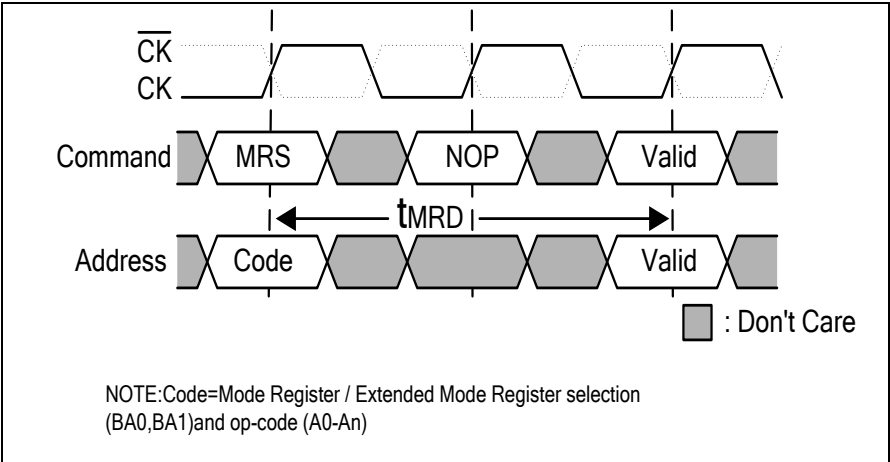 CK
CK
Command MRS NOP Valid
tMRD
Address Code Valid
: Don't Care
NOTE:Code=Mode Register / Extended Mode Register selection
(BA0,BA1)and op-code (A0-An)